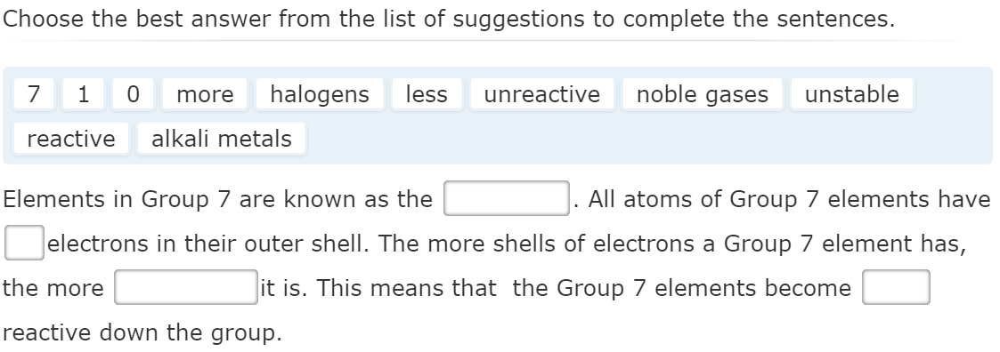 Choose the best answer from the list of suggestions to complete the sentences.
7 1 0 more halogens less unreactive noble gases unstable
reactive alkali metals
Elements in Group 7 are known as the . All atoms of Group 7 elements have
electrons in their outer shell. The more shells of electrons a Group 7 element has,
the more it is. This means that the Group 7 elements become
reactive down the group.